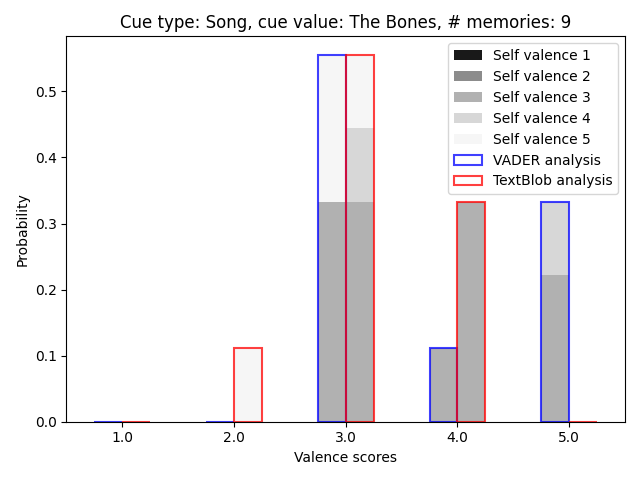 Cue type: Song, cue value: The Bones, # memories: 9
Self valence 1
Self valence 2
Self valence 3
Self valence 4
Self valence 5
VADER analysis
TextBlob analysis
Probability
0.5
0.4
0.3
0.2
0.1
0.0
1.0 2.0 3.0 4.0 5.0
Valence scores